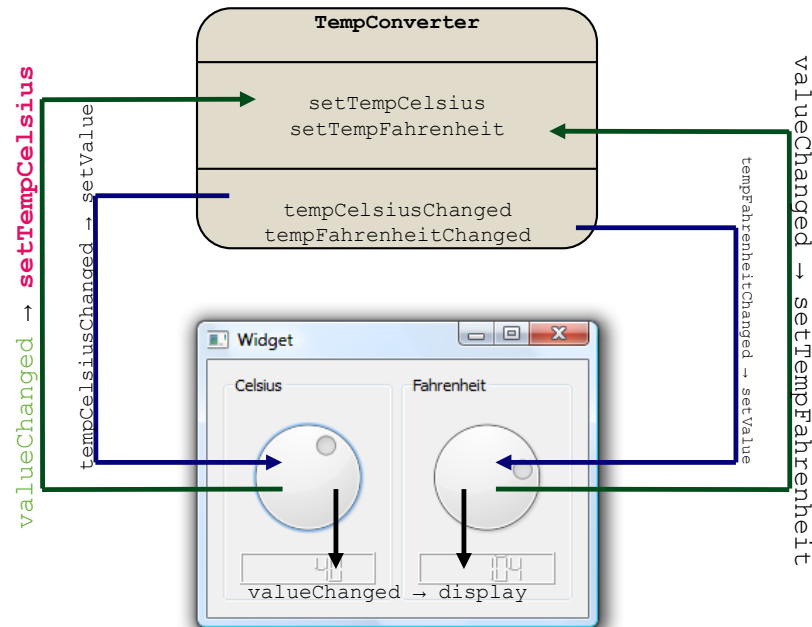 TempConverter
setTempCelsius
setTempFahrenheit
tempCelsiusChanged
tempFahrenheitChanged
valueChanged → setTempCelsius
tempCelsiusChanged → setValue
tempFahrenheitChanged → setValue
valueChanged → setTempFahrenheit
Widget
Celsius
Fahrenheit
40
104
valueChanged → display